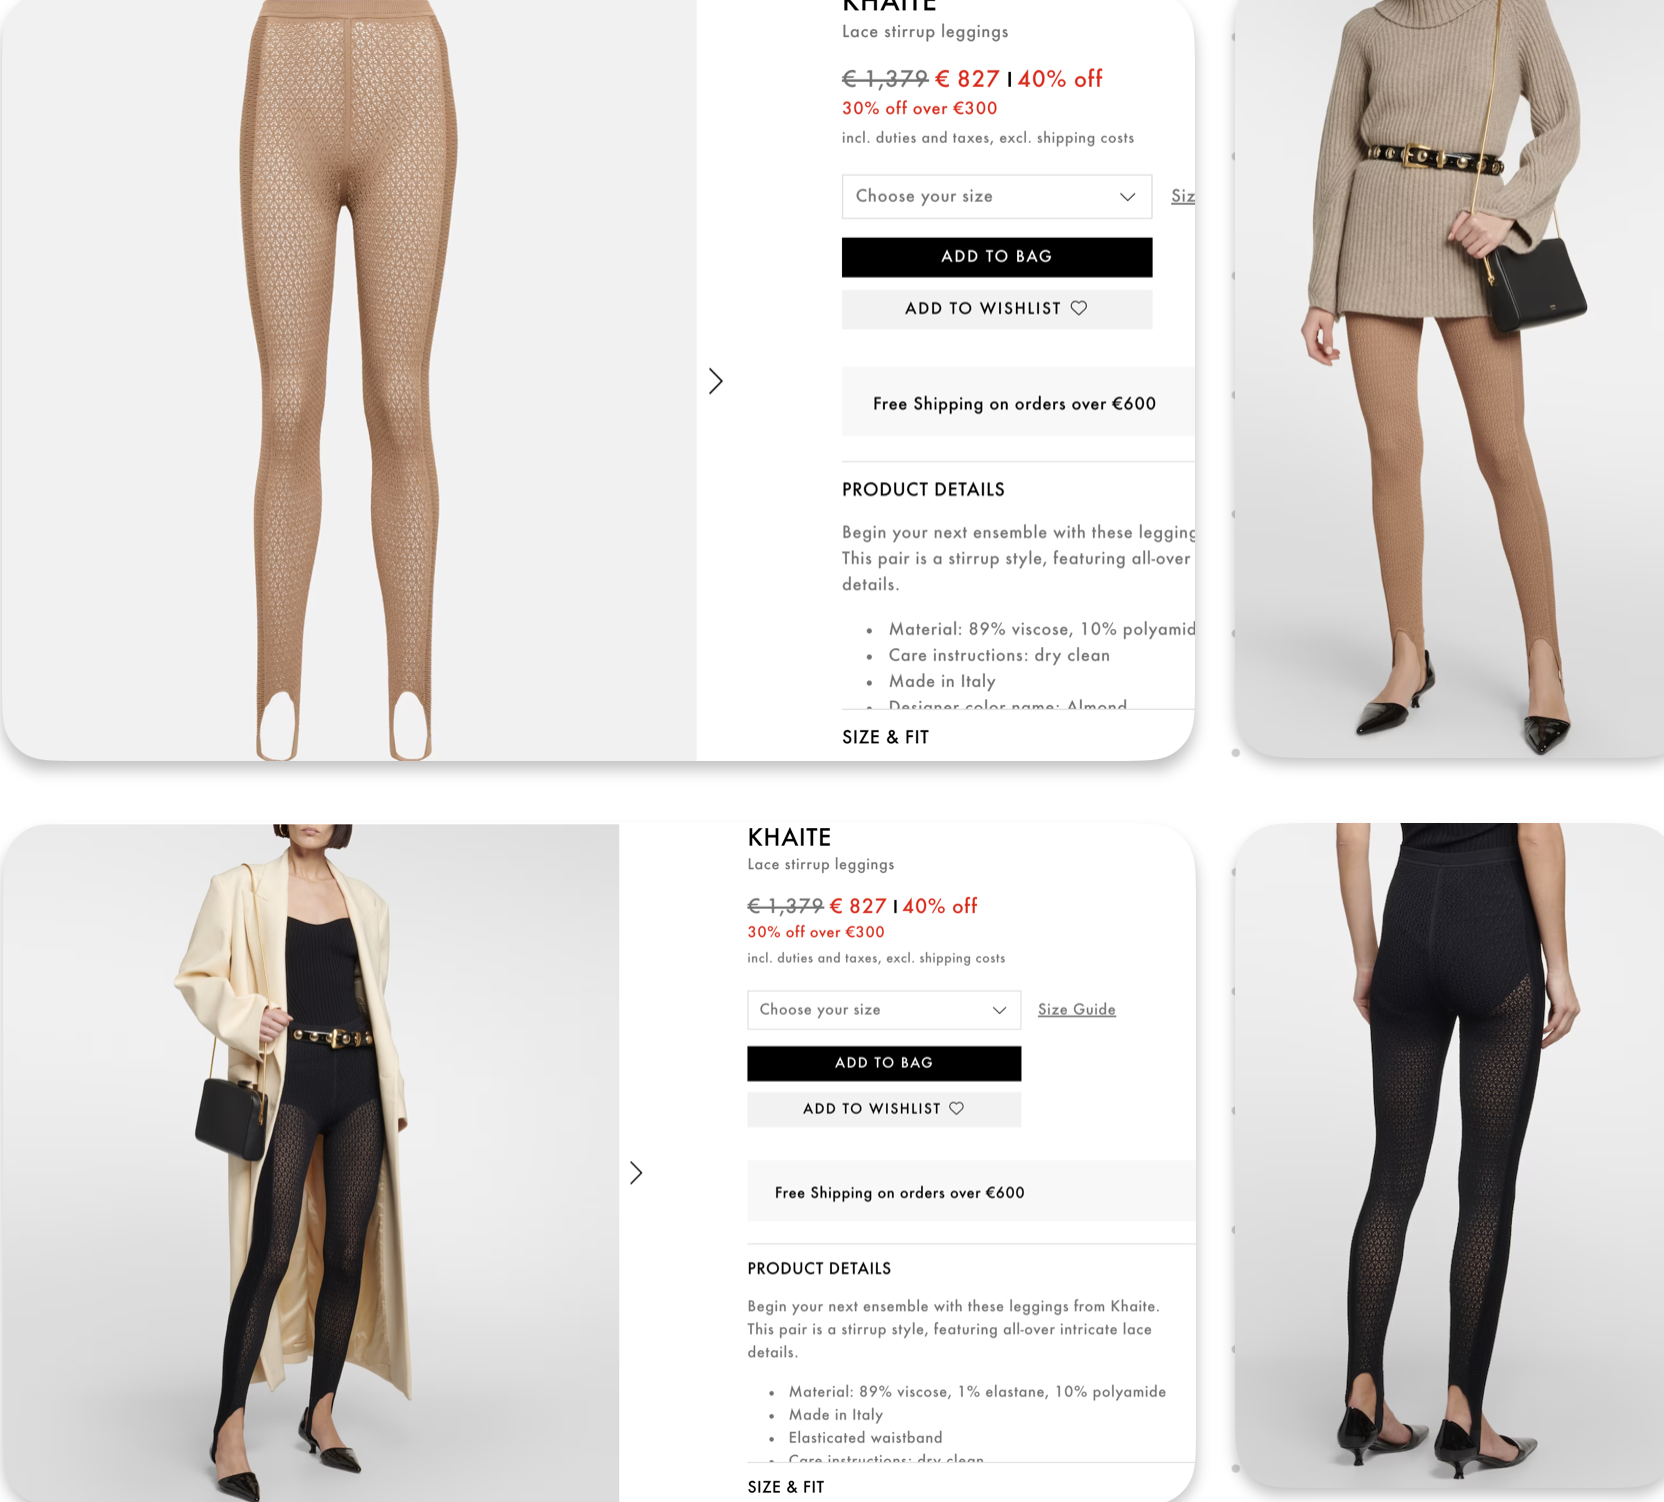 KHAITE
Lace stirrup leggings
€ 1,379 € 827 | 40% off
30% off over €300
incl. duties and taxes, excl. shipping costs
Choose your size
Siz
ADD TO BAG
ADD TO WISHLIST
Free Shipping on orders over €600
PRODUCT DETAILS
Begin your next ensemble with these legging
This pair is a stirrup style, featuring all-over
details.
• Material: 89% viscose, 10% polyamid
• Care instructions: dry clean
• Made in Italy
• Designer color name: Almond
SIZE & FIT
KHAITE
Lace stirrup leggings
€ 1,379 € 827 | 40% off
30% off over €300
incl. duties and taxes, excl. shipping costs
Choose your size
Size Guide
ADD TO BAG
ADD TO WISHLIST
Free Shipping on orders over €600
PRODUCT DETAILS
Begin your next ensemble with these leggings from Khaite.
This pair is a stirrup style, featuring all-over intricate lace
details.
• Material: 89% viscose, 1% elastane, 10% polyamide
• Made in Italy
• Elasticated waistband
• Care instructions: dry clean
SIZE & FIT